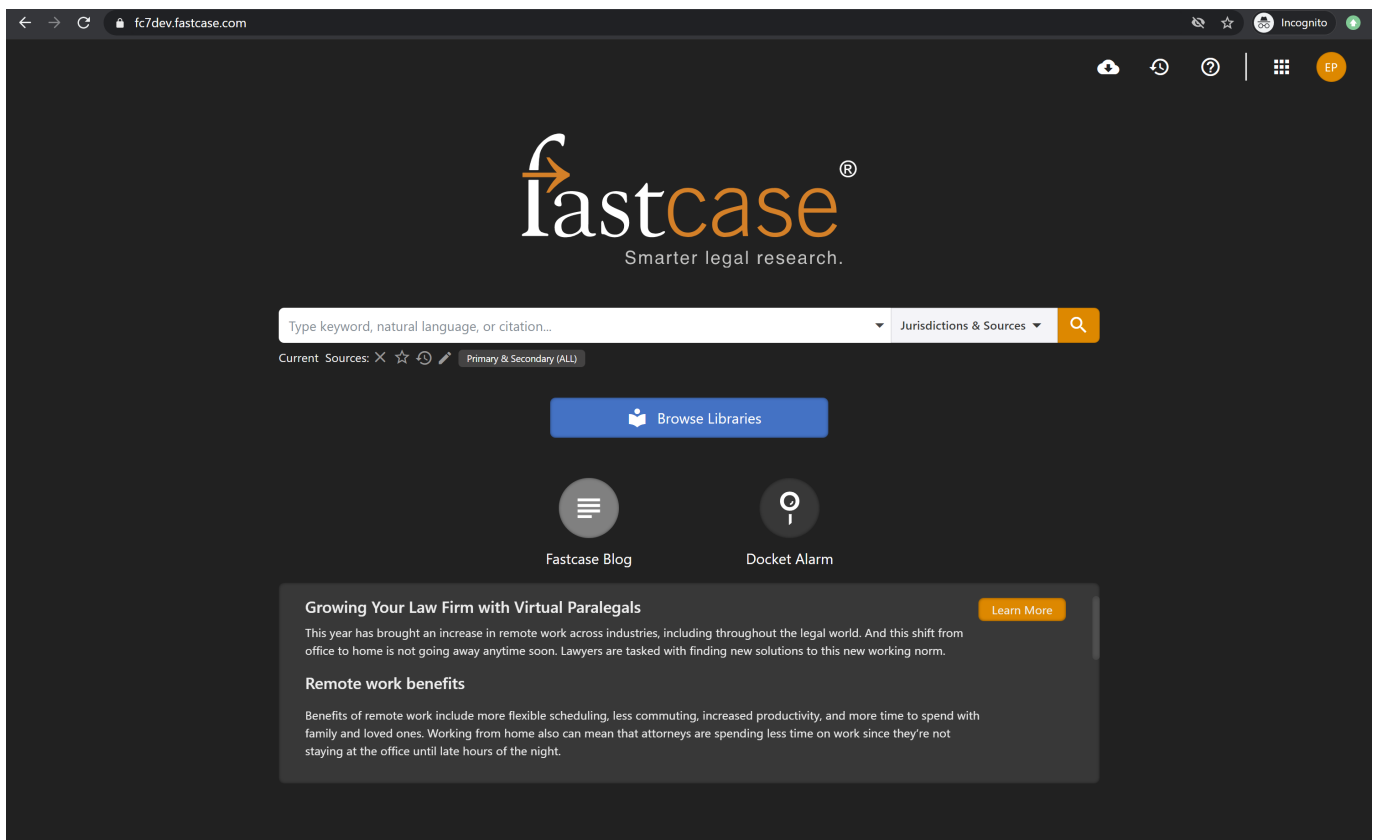 fc7dev.fastcase.com
Incognito
EP
fastcase®
Smarter legal research.
Type keyword, natural language, or citation...
Jurisdictions & Sources
Current Sources:
Primary & Secondary (ALL)
Browse Libraries
Fastcase Blog
Docket Alarm
Growing Your Law Firm with Virtual Paralegals
Learn More
This year has brought an increase in remote work across industries, including throughout the legal world. And this shift from
office to home is not going away anytime soon. Lawyers are tasked with finding new solutions to this new working norm.
Remote work benefits
Benefits of remote work include more flexible scheduling, less commuting, increased productivity, and more time to spend with
family and loved ones. Working from home also can mean that attorneys are spending less time on work since they're not
staying at the office until late hours of the night.